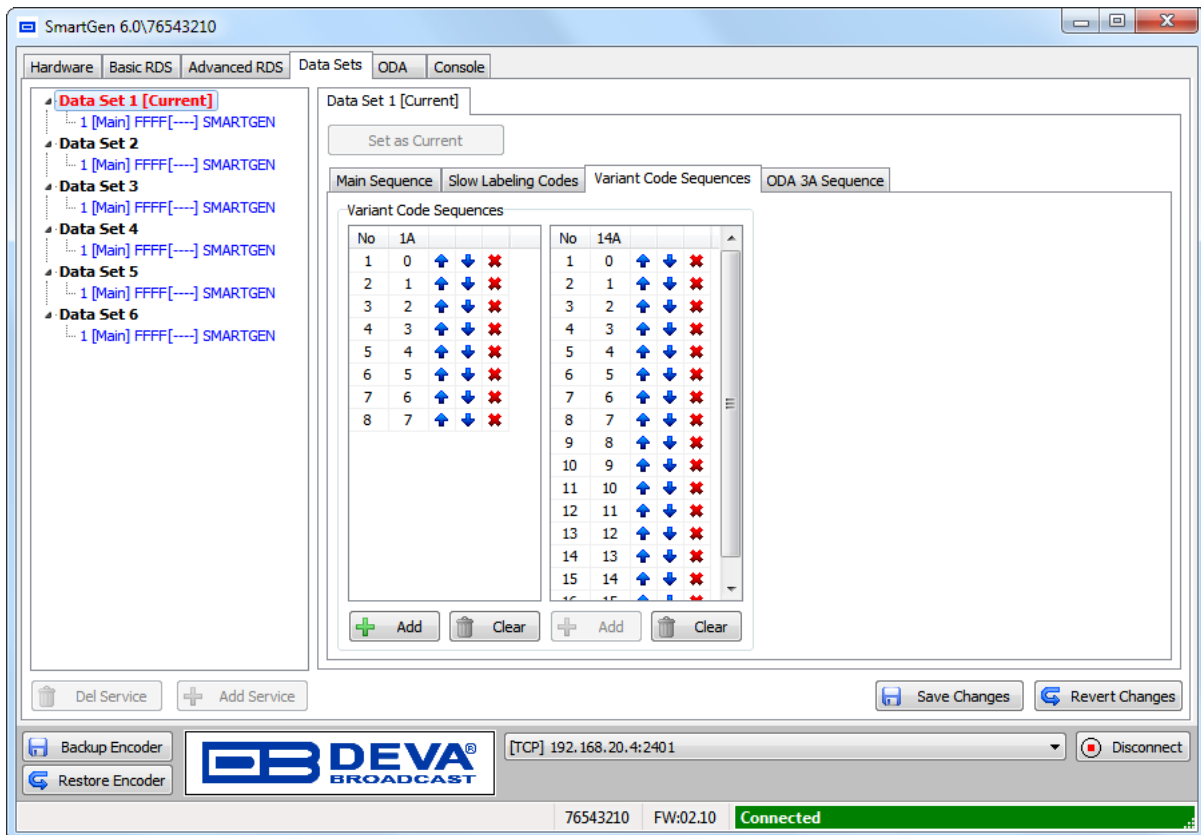 SmartGen 6.0\76543210
Hardware Basic RDS Advanced RDS Data Sets ODA Console
Data Set 1 [Current]
1 [Main] FFFF[----] SMARTGEN
Data Set 2
1 [Main] FFFF[----] SMARTGEN
Data Set 3
1 [Main] FFFF[----] SMARTGEN
Data Set 4
1 [Main] FFFF[----] SMARTGEN
Data Set 5
1 [Main] FFFF[----] SMARTGEN
Data Set 6
1 [Main] FFFF[----] SMARTGEN
Data Set 1 [Current]
Set as Current
Main Sequence Slow Labeling Codes Variant Code Sequences ODA 3A Sequence
Variant Code Sequences
No 1A
1 0
2 1
3 2
4 3
5 4
6 5
7 6
8 7
Add Clear
No 14A
1 0
2 1
3 2
4 3
5 4
6 5
7 6
8 7
9 8
10 9
11 10
12 11
13 12
14 13
15 14
16 15
Add Clear
Del Service Add Service
Save Changes Revert Changes
Backup Encoder
Restore Encoder
DEVA®
BROADCAST
[TCP] 192.168.20.4:2401
Disconnect
76543210 FW:02.10 Connected